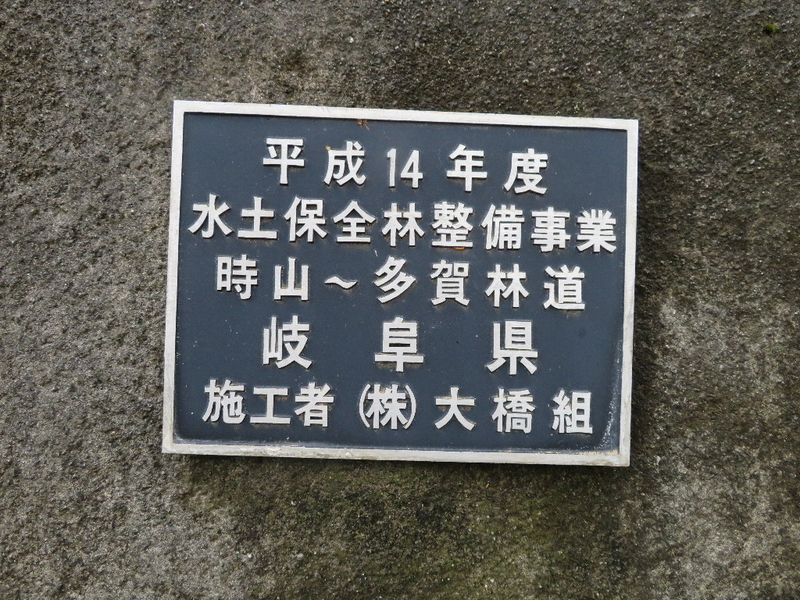 平成14年度
水土保全林整備事業
時山～多賀林道
岐阜県
施工者 (株)大橋組